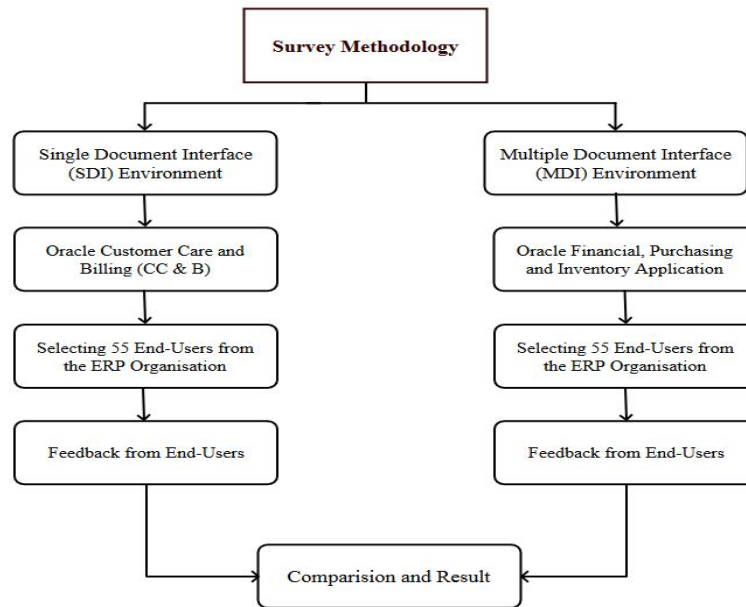 Survey Methodology
Single Document Interface
(SDI) Environment
Multiple Document Interface
(MDI) Environment
Oracle Customer Care and
Billing (CC & B)
Oracle Financial, Purchasing
and Inventory Application
Selecting 55 End-Users from
the ERP Organisation
Selecting 55 End-Users from
the ERP Organisation
Feedback from End-Users
Feedback from End-Users
Comparision and Result